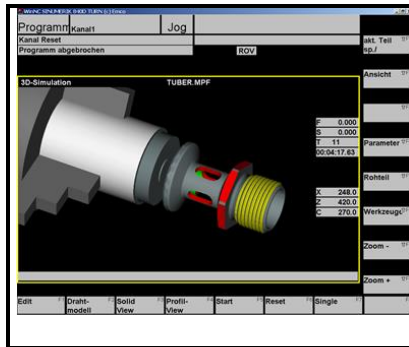 WinNC SINUMERIK 840D TURN (c) Emco
Programm Kanal1 Jog
Kanal Reset
Programm abgebrochen ROV
akt. Teil
sp./
Ansicht
3D-Simulation TUBER.MPF
F 0.000
S 0.000
T 11
00:04:17.63
Parameter
X 248.0
Z 420.0
C 270.0
Rohteil
Werkzeuge
Zoom -
Zoom +
Edit
Draht-
modell
Solid
View
Profil-
View
Start
Reset
Single